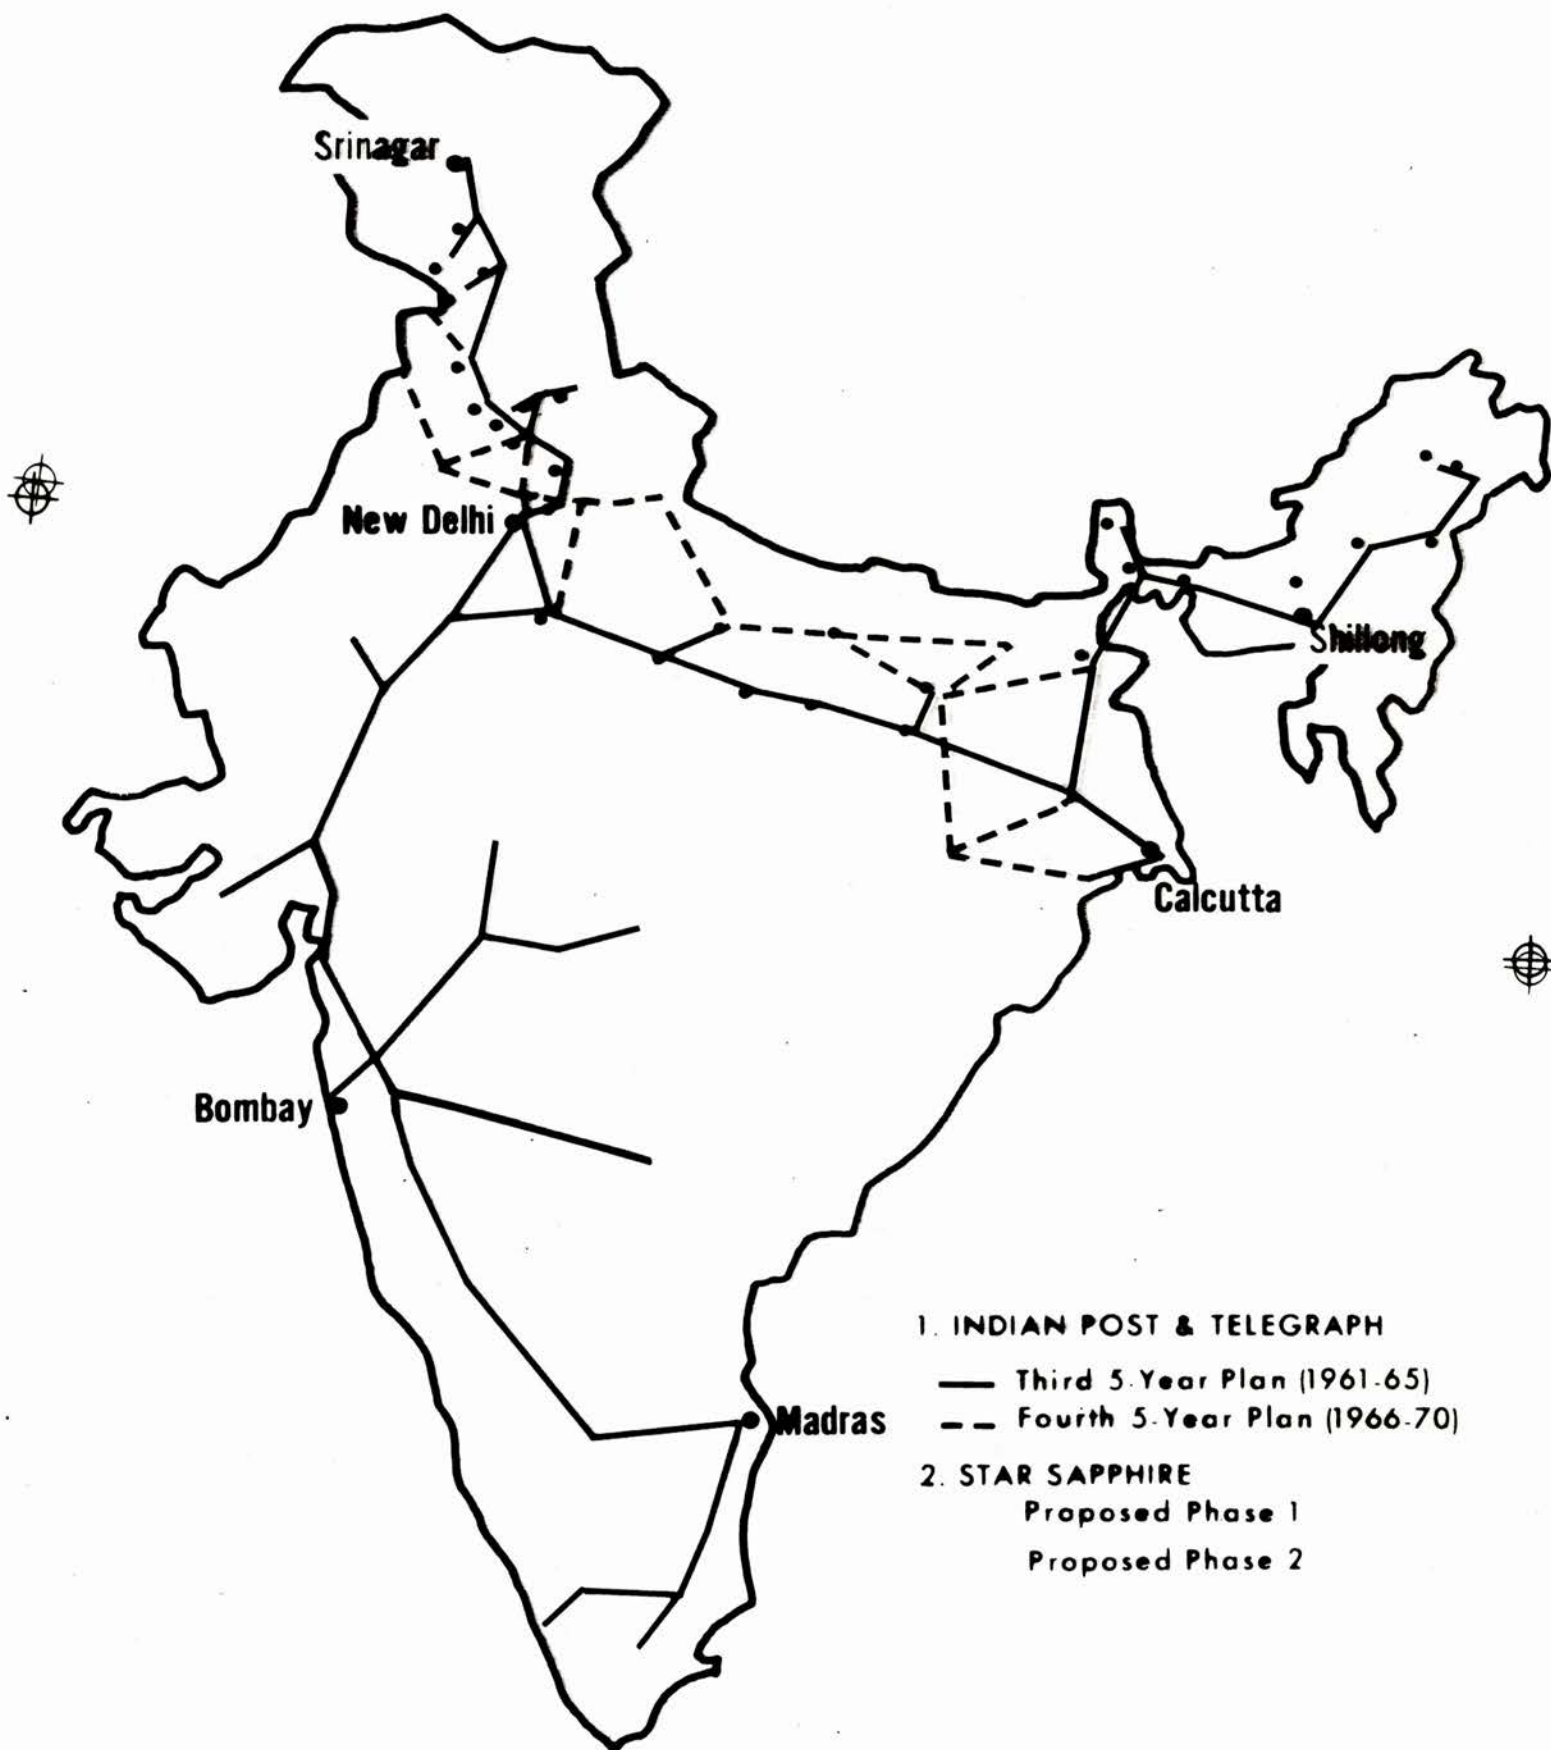 Srinagar
New Delhi
Shillong
Calcutta
Bombay
Madras
1. INDIAN POST & TELEGRAPH
Third 5-Year Plan (1961-65)
Fourth 5-Year Plan (1966-70)
2. STAR SAPPHIRE
Proposed Phase 1
Proposed Phase 2